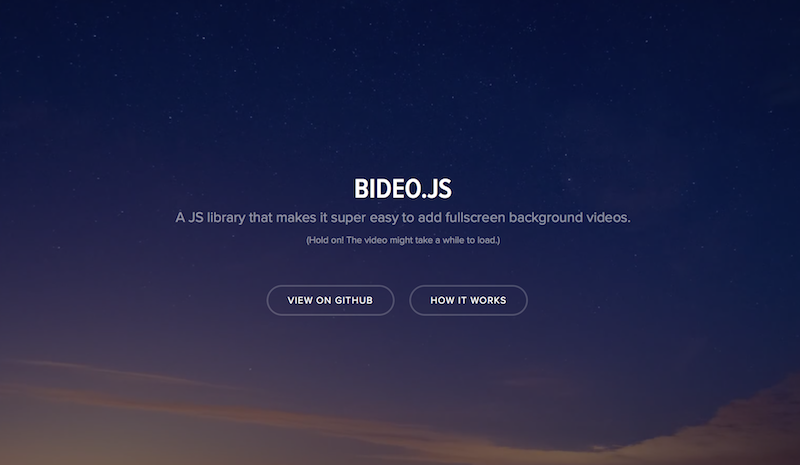 BIDEO.JS
A JS library that makes it super easy to add fullscreen background videos.
(Hold on! The video might take a while to load.)
VIEW ON GITHUB
HOW IT WORKS